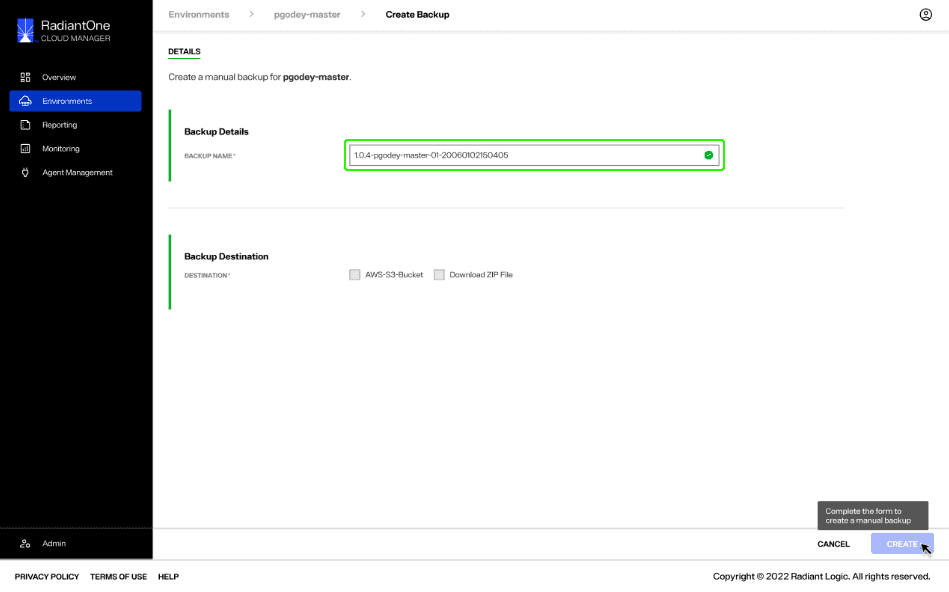 Environments > pgodey-master > Create Backup
RadiantOne
CLOUD MANAGER
Overview
Environments
Reporting
Monitoring
Agent Management
DETAILS
Create a manual backup for pgodey-master.
Backup Details
BACKUP NAME* 1.0.4-pgodey-master-01-20060102150405
Backup Destination
DESTINATION* AWS-S3-Bucket Download ZIP File
Complete the form to
create a manual backup
Admin
CANCEL CREATE
PRIVACY POLICY TERMS OF USE HELP
Copyright © 2022 Radiant Logic. All rights reserved.